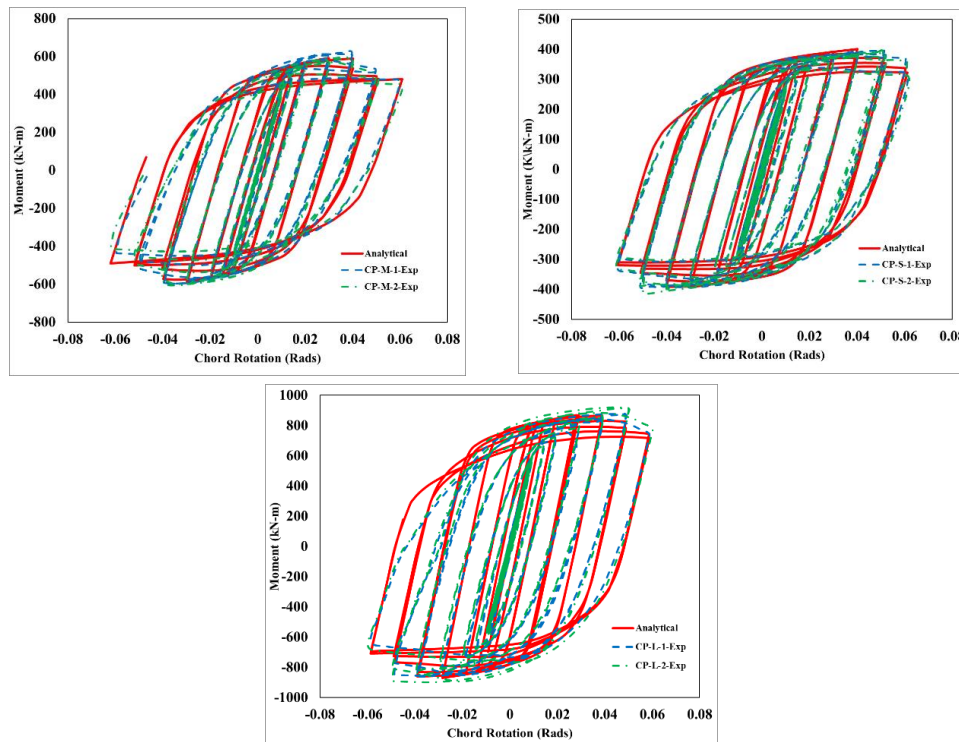 800
600
400
200
0
-200
-400
-600
-800
Moment (kN-m)
Analytical
CP-M-1-Exp
CP-M-2-Exp
-0.08 -0.06 -0.04 -0.02 0 0.02 0.04 0.06 0.08
Chord Rotation (Rads)
500
400
300
200
100
0
-100
-200
-300
-400
-500
Moment (K\kN-m)
Analytical
CP-S-1-Exp
CP-S-2-Exp
-0.08 -0.06 -0.04 -0.02 0 0.02 0.04 0.06 0.08
Chord Rotation (Rads)
1000
800
600
400
200
0
-200
-400
-600
-800
-1000
Moment (kN-m)
Analytical
CP-L-1-Exp
CP-L-2-Exp
-0.08 -0.06 -0.04 -0.02 0 0.02 0.04 0.06 0.08
Chord Rotation (Rads)